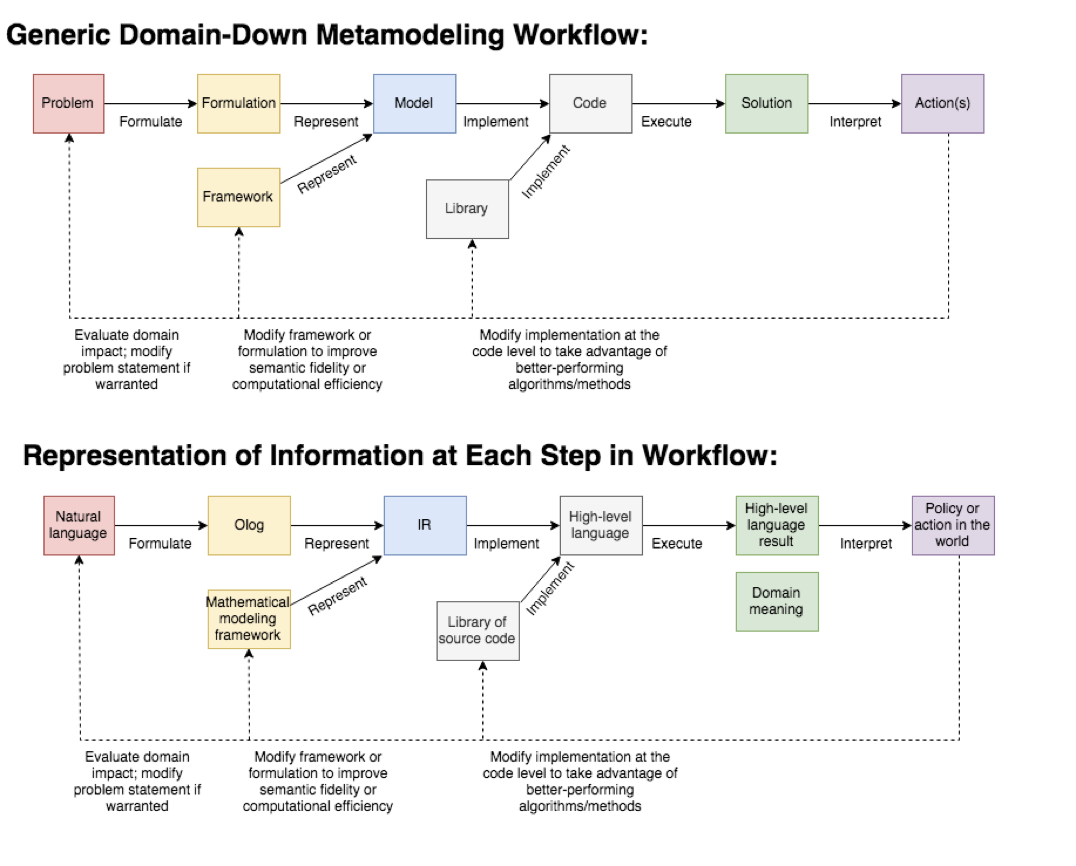 Generic Domain-Down Metamodeling Workflow:
Problem
Formulate
Formulation
Represent
Model
Implement
Code
Execute
Solution
Interpret
Action(s)
Framework
Represent
Library
Implement
Evaluate domain
impact; modify
problem statement if
warranted
Modify framework or
formulation to improve
semantic fidelity or
computational efficiency
Modify implementation at the
code level to take advantage of
better-performing
algorithms/methods
Representation of Information at Each Step in Workflow:
Natural
language
Formulate
Olog
Represent
IR
Implement
High-level
language
Execute
High-level
language
result
Interpret
Policy or
action in the
world
Mathematical
modeling
framework
Represent
Library of
source code
Implement
Domain
meaning
Evaluate domain
impact; modify
problem statement if
warranted
Modify framework or
formulation to improve
semantic fidelity or
computational efficiency
Modify implementation at the
code level to take advantage of
better-performing
algorithms/methods